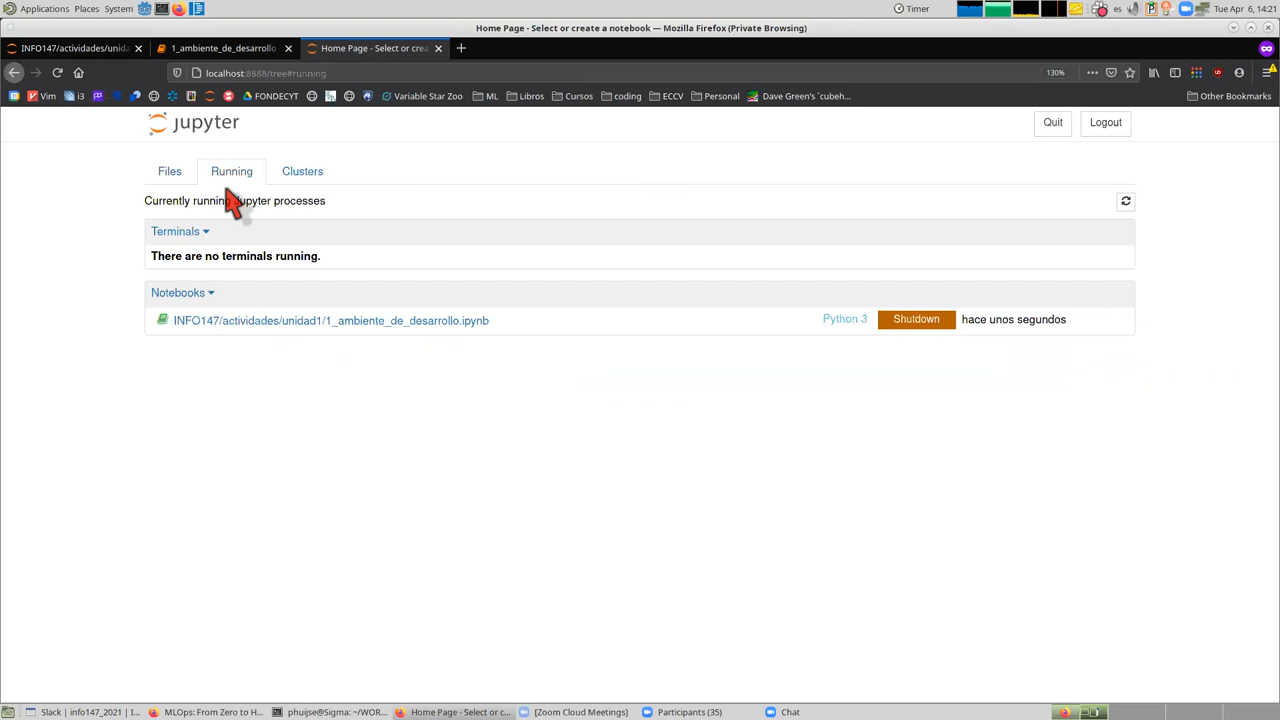 Applications Places System
Timer
es
Tue Apr 6, 14:21
Home Page - Select or create a notebook — Mozilla Firefox (Private Browsing)
INFO147/actividades/unida
1_ambiente_de_desarrollo
Home Page - Select or crea
localhost:8888/tree#running
130%
Vim
i3
FONDECYT
Variable Star Zoo
ML
Libros
Cursos
coding
ECCV
Personal
Dave Green's `cubeh...
Other Bookmarks
jupyter
Quit
Logout
Files
Running
Clusters
Currently running Jupyter processes
Terminals
There are no terminals running.
Notebooks
INFO147/actividades/unidad1/1_ambiente_de_desarrollo.ipynb
Python 3
Shutdown
hace unos segundos
Slack | info147_2021 | I...
MLOps: From Zero to H...
phuijse@Sigma: ~/WOR...
Home Page - Select or c...
[Zoom Cloud Meetings]
Participants (35)
Chat